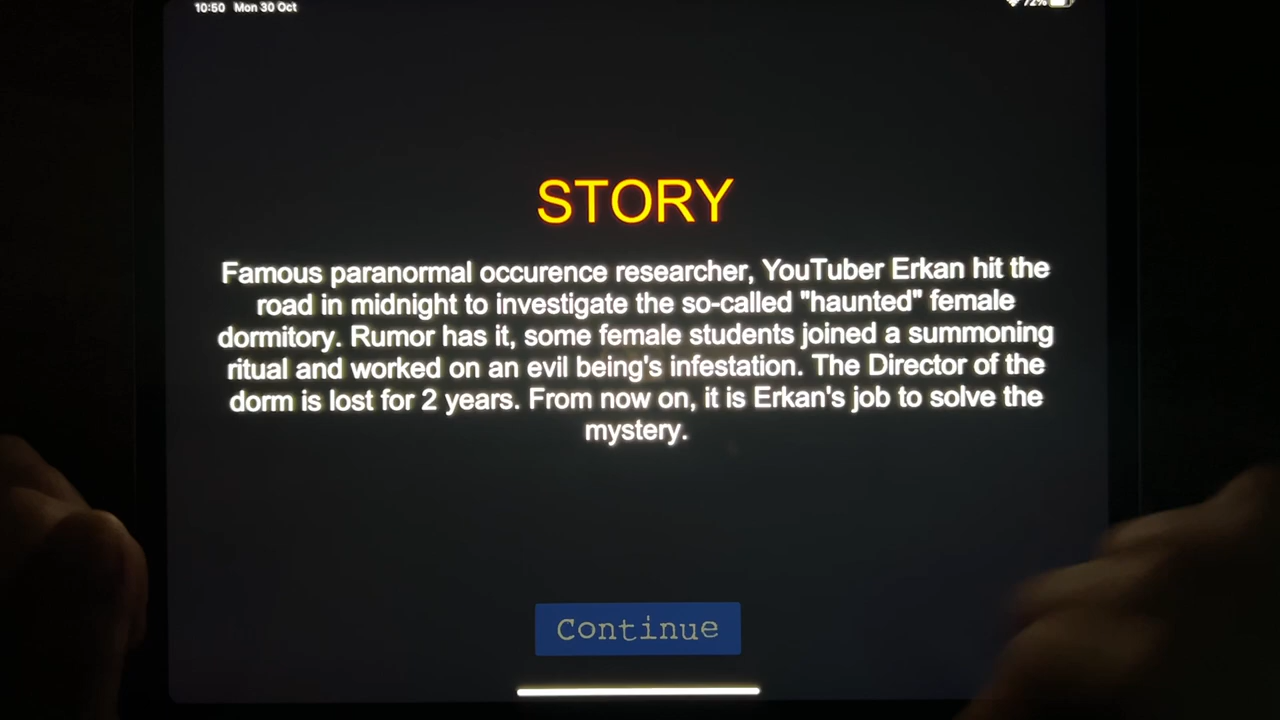 10:50 Mon 30 Oct 72%
STORY
Famous paranormal occurence researcher, YouTuber Erkan hit the
road in midnight to investigate the so-called "haunted" female
dormitory. Rumor has it, some female students joined a summoning
ritual and worked on an evil being's infestation. The Director of the
dorm is lost for 2 years. From now on, it is Erkan's job to solve the
mystery.
Continue